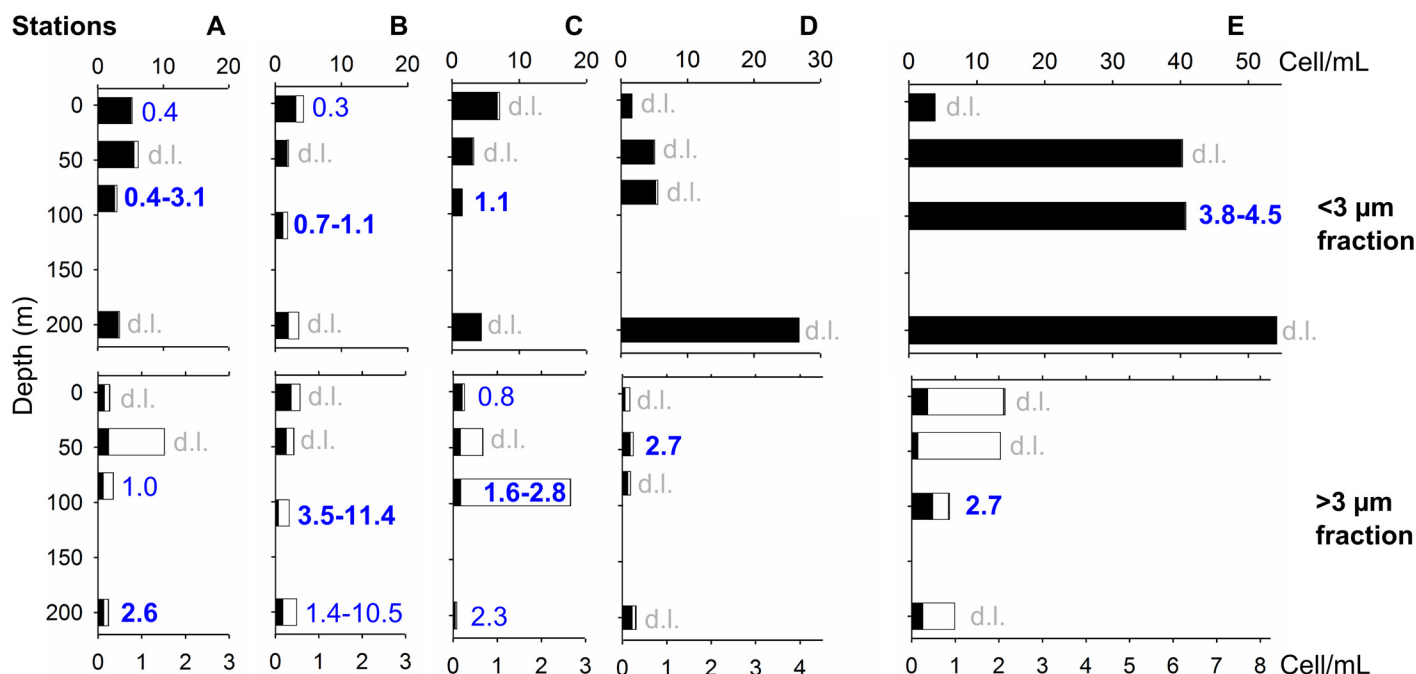 Stations A B C D E
0 10 20 0 10 20 0 10 20 0 10 20 30 0 10 20 30 40 50 Cell/mL
0 0.4 0.3 d.l. d.l. d.l.
50 d.l. d.l. d.l. d.l. d.l.
0.4-3.1 d.l.
100 0.7-1.1 1.1 3.8-4.5 <3 µm
fraction
150
200 d.l. d.l. d.l. d.l. d.l.
Depth (m)
0 d.l. d.l. 0.8 d.l. d.l.
50 d.l. d.l. d.l. 2.7 d.l.
1.0 1.6-2.8 d.l.
100 3.5-11.4 2.7 >3 µm
fraction
150
200 2.6 1.4-10.5 2.3 d.l. d.l.
0 1 2 3 0 1 2 3 0 1 2 3 0 1 2 3 4 0 1 2 3 4 5 6 7 8 Cell/mL